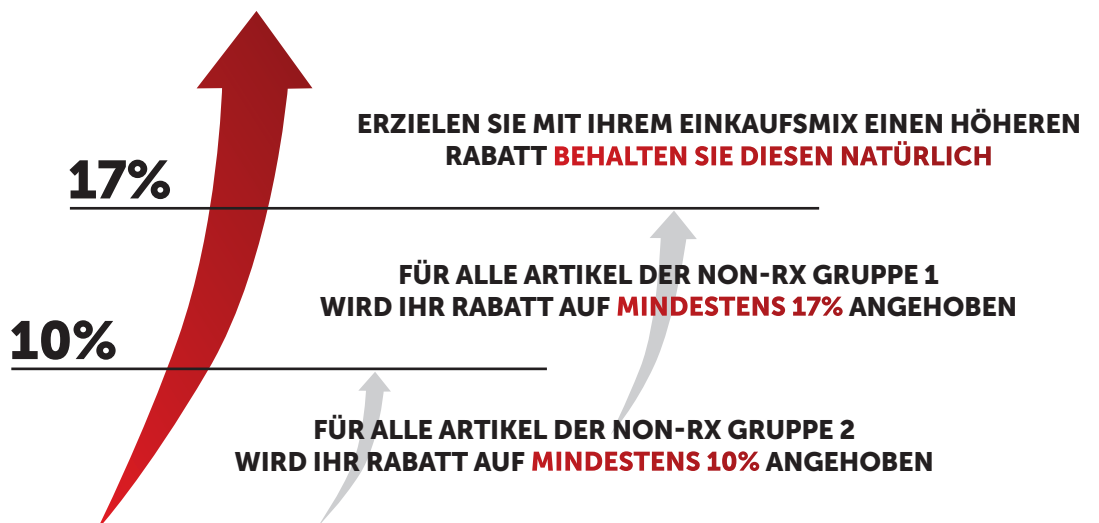 ERZIELEN SIE MIT IHREM EINKAUFSMIX EINEN HÖHEREN
RABATT BEHALTEN SIE DIESEN NATÜRLICH
17%
FÜR ALLE ARTIKEL DER NON-RX GRUPPE 1
WIRD IHR RABATT AUF MINDESTENS 17% ANGEHOBEN
10%
FÜR ALLE ARTIKEL DER NON-RX GRUPPE 2
WIRD IHR RABATT AUF MINDESTENS 10% ANGEHOBEN